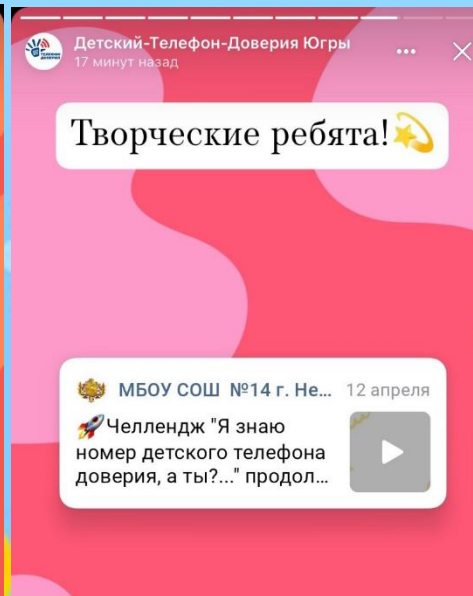 Детский-Телефон-Доверия Югры
17 минут назад
Творческие ребята!💫
МБОУ СОШ №14 г. Не... 12 апреля
🚀Челлендж "Я знаю
номер детского телефона
доверия, а ты?..." продол...